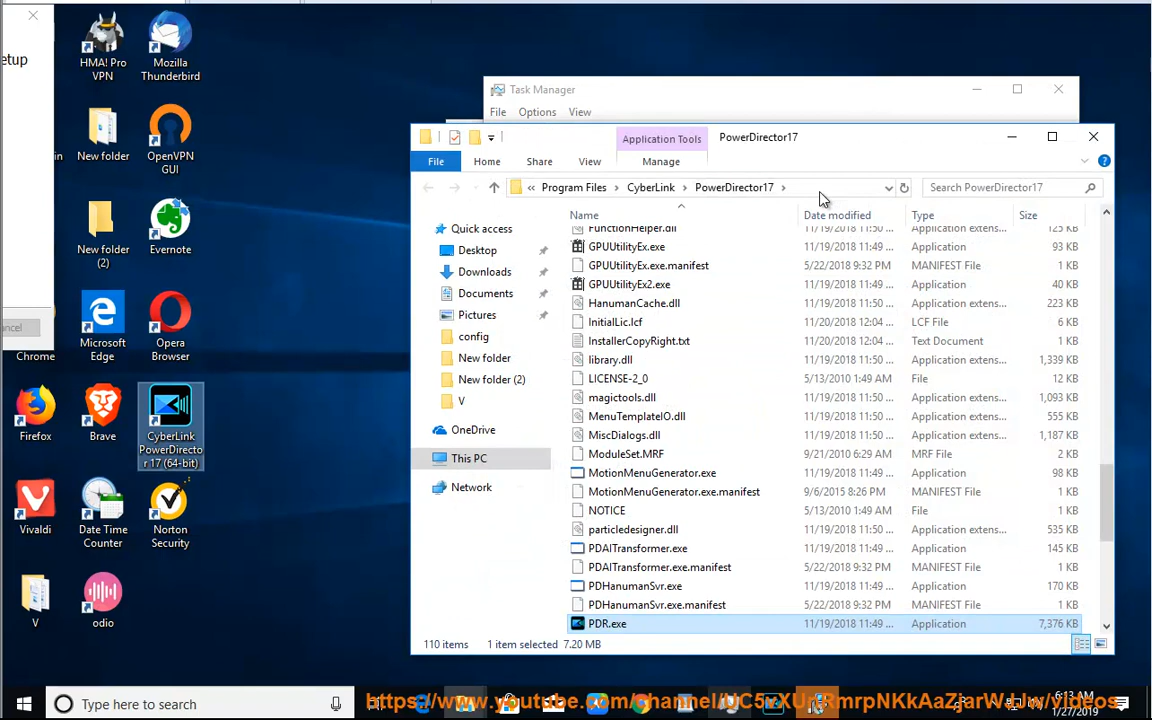 etup
ancel
HMA! Pro
VPN
Mozilla
Thunderbird
in
New folder
OpenVPN
GUI
New folder
(2)
Evernote
Chrome
Microsoft
Edge
Opera
Browser
Firefox
Brave
CyberLink
PowerDirecto
r 17 (64-bit)
Vivaldi
Date Time
Counter
Norton
Security
V
odio
Task Manager
File Options View
Application Tools PowerDirector17
File Home Share View Manage
« Program Files › CyberLink › PowerDirector17 › Search PowerDirector17
Quick access
Desktop
Downloads
Documents
Pictures
config
New folder
New folder (2)
V
OneDrive
This PC
Network
Name Date modified Type Size
FunctionHelper.dll 11/19/2018 11:50 ... Application extens... 125 KB
GPUUtilityEx.exe 11/19/2018 11:49 ... Application 93 KB
GPUUtilityEx.exe.manifest 5/22/2018 9:32 PM MANIFEST File 1 KB
GPUUtilityEx2.exe 11/19/2018 11:49 ... Application 40 KB
HanumanCache.dll 11/19/2018 11:50 ... Application extens... 223 KB
InitialLic.lcf 11/20/2018 12:04 ... LCF File 6 KB
InstallerCopyRight.txt 11/20/2018 12:04 ... Text Document 1 KB
library.dll 11/19/2018 11:50 ... Application extens... 1,339 KB
LICENSE-2_0 5/13/2010 1:49 AM File 12 KB
magictools.dll 11/19/2018 11:50 ... Application extens... 1,093 KB
MenuTemplateIO.dll 11/19/2018 11:50 ... Application extens... 555 KB
MiscDialogs.dll 11/19/2018 11:50 ... Application extens... 1,187 KB
ModuleSet.MRF 9/21/2010 6:29 AM MRF File 2 KB
MotionMenuGenerator.exe 11/19/2018 11:49 ... Application 98 KB
MotionMenuGenerator.exe.manifest 9/6/2015 8:26 PM MANIFEST File 1 KB
NOTICE 5/13/2010 1:49 AM File 1 KB
particledesigner.dll 11/19/2018 11:50 ... Application extens... 535 KB
PDAITransformer.exe 11/19/2018 11:49 ... Application 145 KB
PDAITransformer.exe.manifest 5/22/2018 9:32 PM MANIFEST File 1 KB
PDHanumanSvr.exe 11/19/2018 11:49 ... Application 170 KB
PDHanumanSvr.exe.manifest 5/22/2018 9:32 PM MANIFEST File 1 KB
PDR.exe 11/19/2018 11:49 ... Application 7,376 KB
110 items 1 item selected 7.20 MB
Type here to search
6:13 AM
1/27/2019